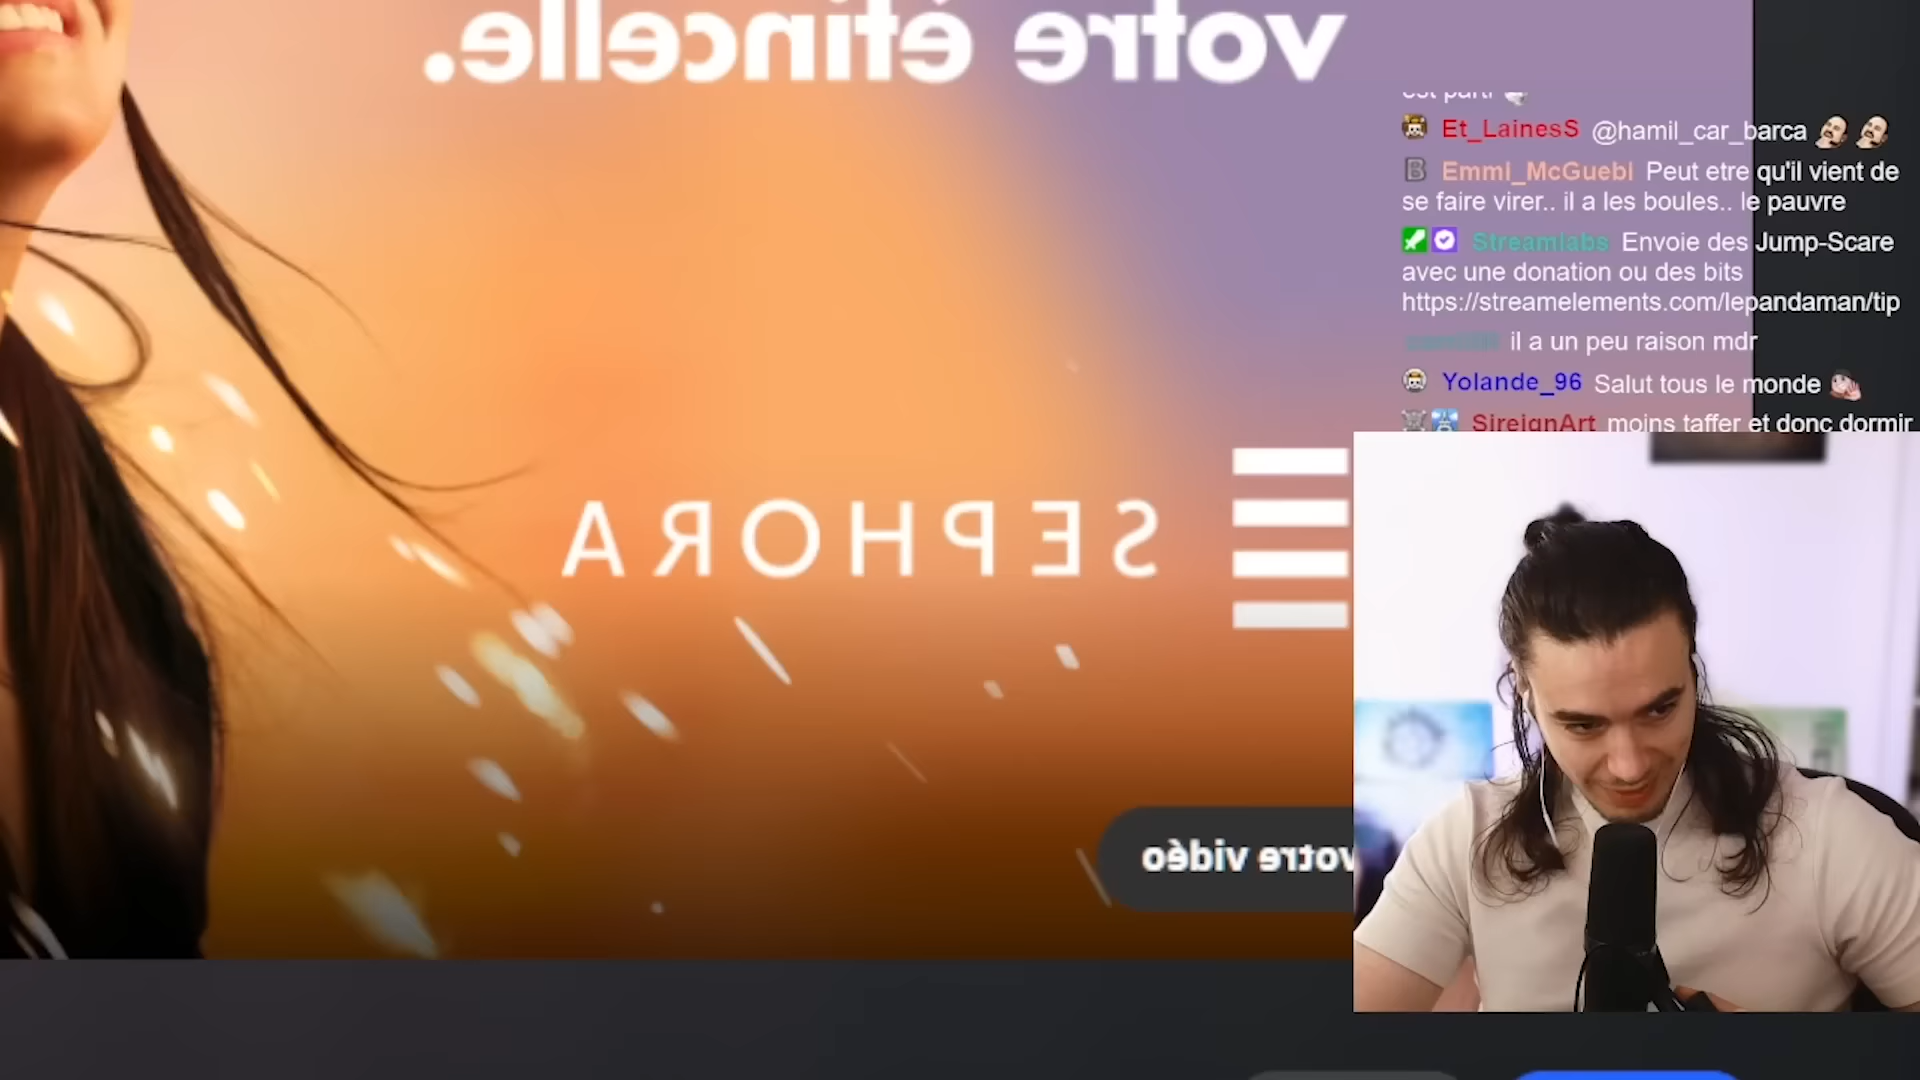 votre étincelle.
est parti
Et_LainesS @hamil_car_barca
Emmi_McGuebl Peut etre qu'il vient de
se faire virer.. il a les boules.. le pauvre
Streamlabs Envoie des Jump-Scare
avec une donation ou des bits
https://streamelements.com/lepandaman/tip
il a un peu raison mdr
Yolande_96 Salut tous le monde
SireignArt moins taffer et donc dormir
SEPHORA
votre vidéo